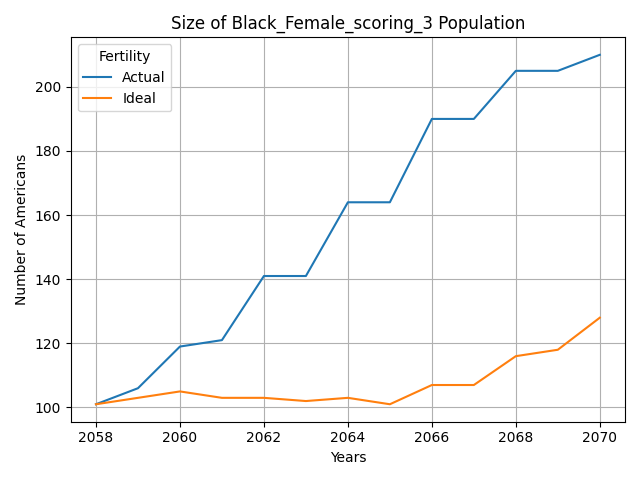 Size of Black_Female_scoring_3 Population
Fertility
Actual
Ideal
Number of Americans
200
180
160
140
120
100
2058 2060 2062 2064 2066 2068 2070
Years